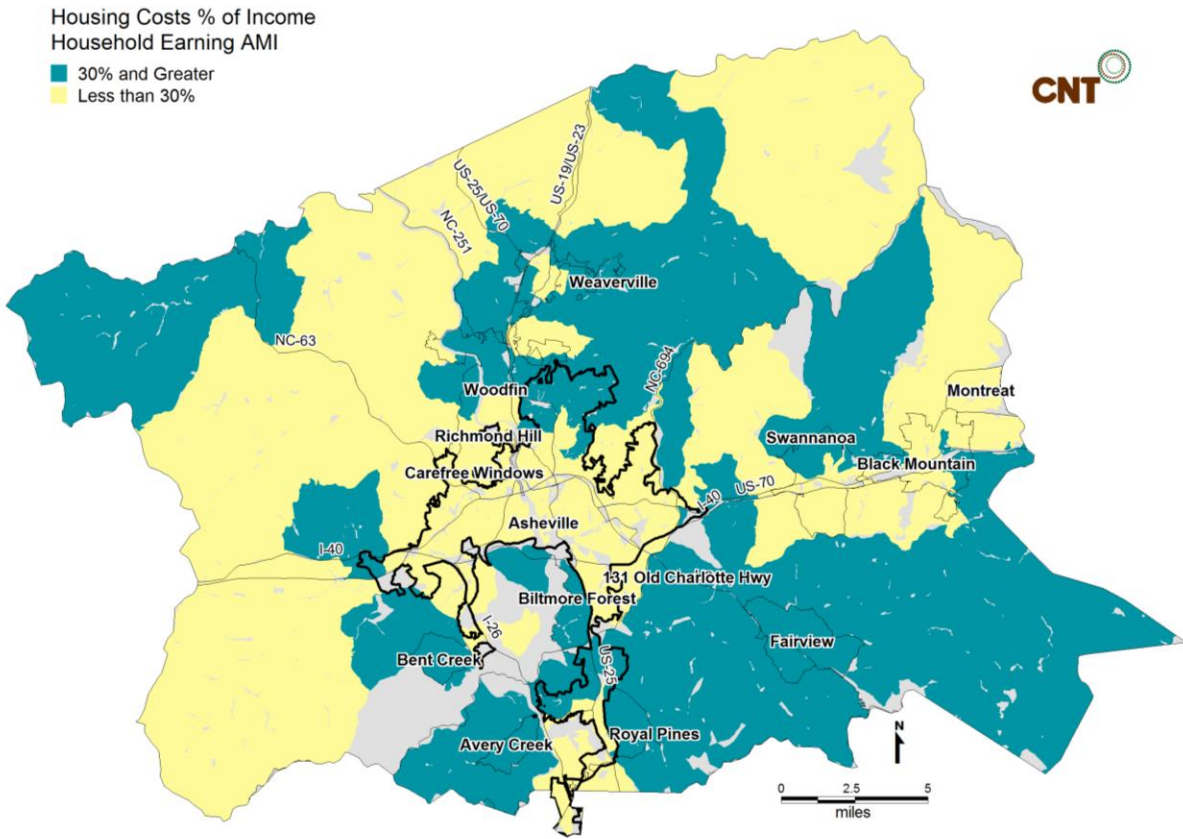 Housing Costs % of Income
Household Earning AMI
30% and Greater
Less than 30%
CNT
US-19/US-23
US-25/US-70
NC-251
Weaverville
NC-63
NC-694
Woodfin
Montreat
Richmond Hill
Swannanoa
Carefree Windows
Black Mountain
US-70
I-40
Asheville
I-40
131 Old Charlotte Hwy
Biltmore Forest
I-26
Fairview
Bent Creek
US-25
Royal Pines
Avery Creek
N
0 2.5 5
miles